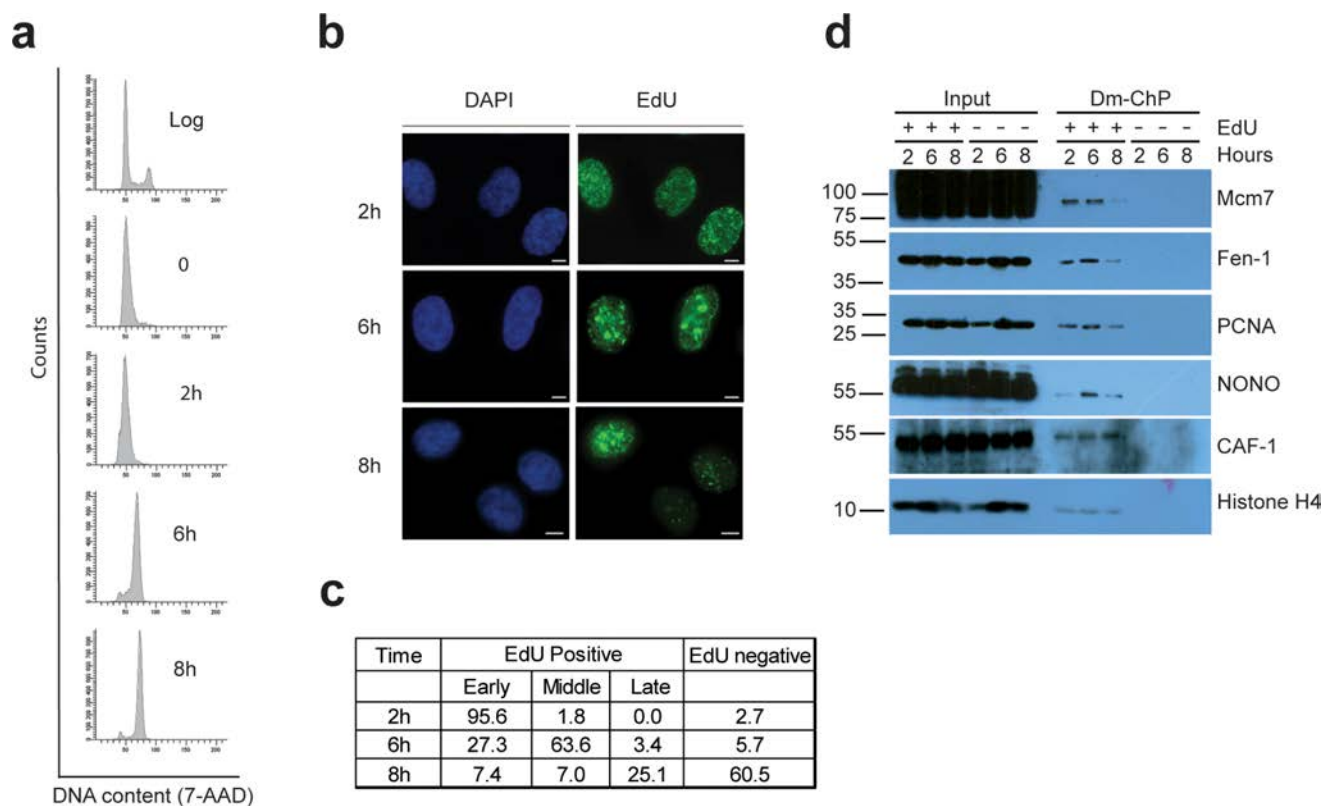 a
Counts
Log
0
2h
6h
8h
50 100 150 200
DNA content (7-AAD)
b
DAPI EdU
2h
6h
8h
c
Time EdU Positive EdU negative
Early Middle Late
2h 95.6 1.8 0.0 2.7
6h 27.3 63.6 3.4 5.7
8h 7.4 7.0 25.1 60.5
d
Input Dm-ChP
+ + + - - - + + + - - - EdU
2 6 8 2 6 8 2 6 8 2 6 8 Hours
100
75
Mcm7
55
35
Fen-1
35
25
PCNA
55
NONO
55
CAF-1
10
Histone H4